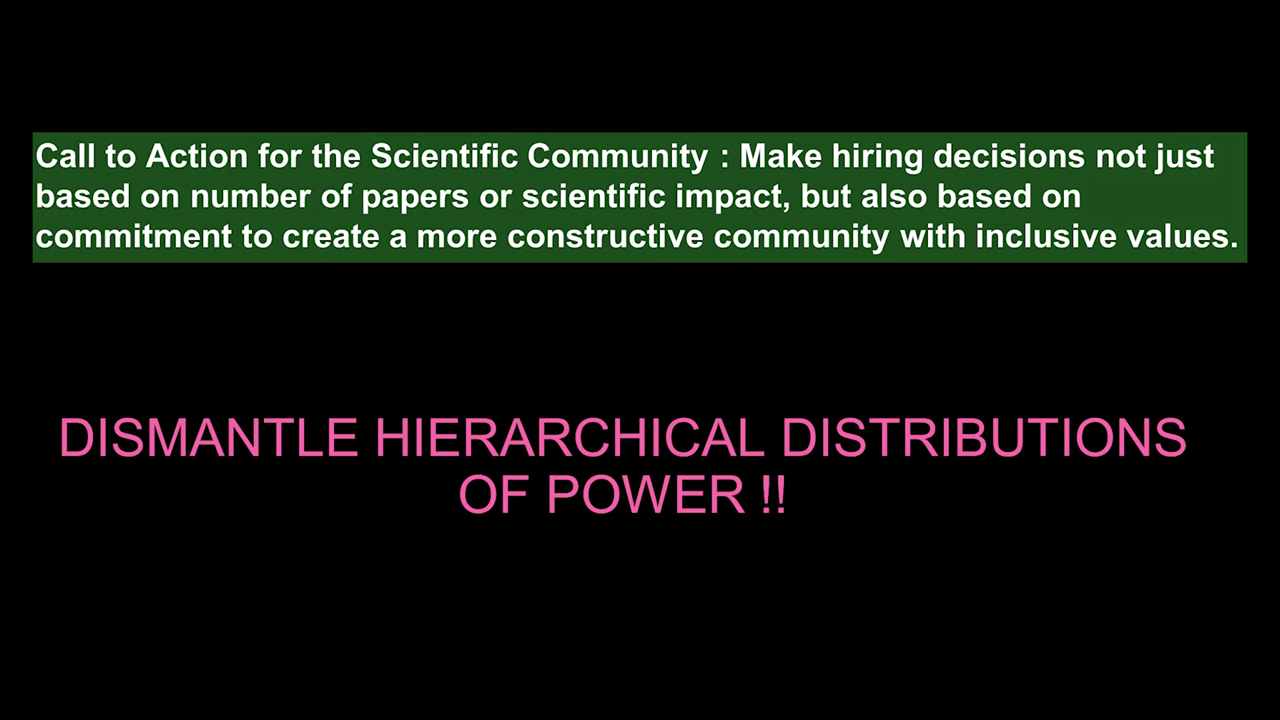 Call to Action for the Scientific Community : Make hiring decisions not just
based on number of papers or scientific impact, but also based on
commitment to create a more constructive community with inclusive values.
DISMANTLE HIERARCHICAL DISTRIBUTIONS
OF POWER !!